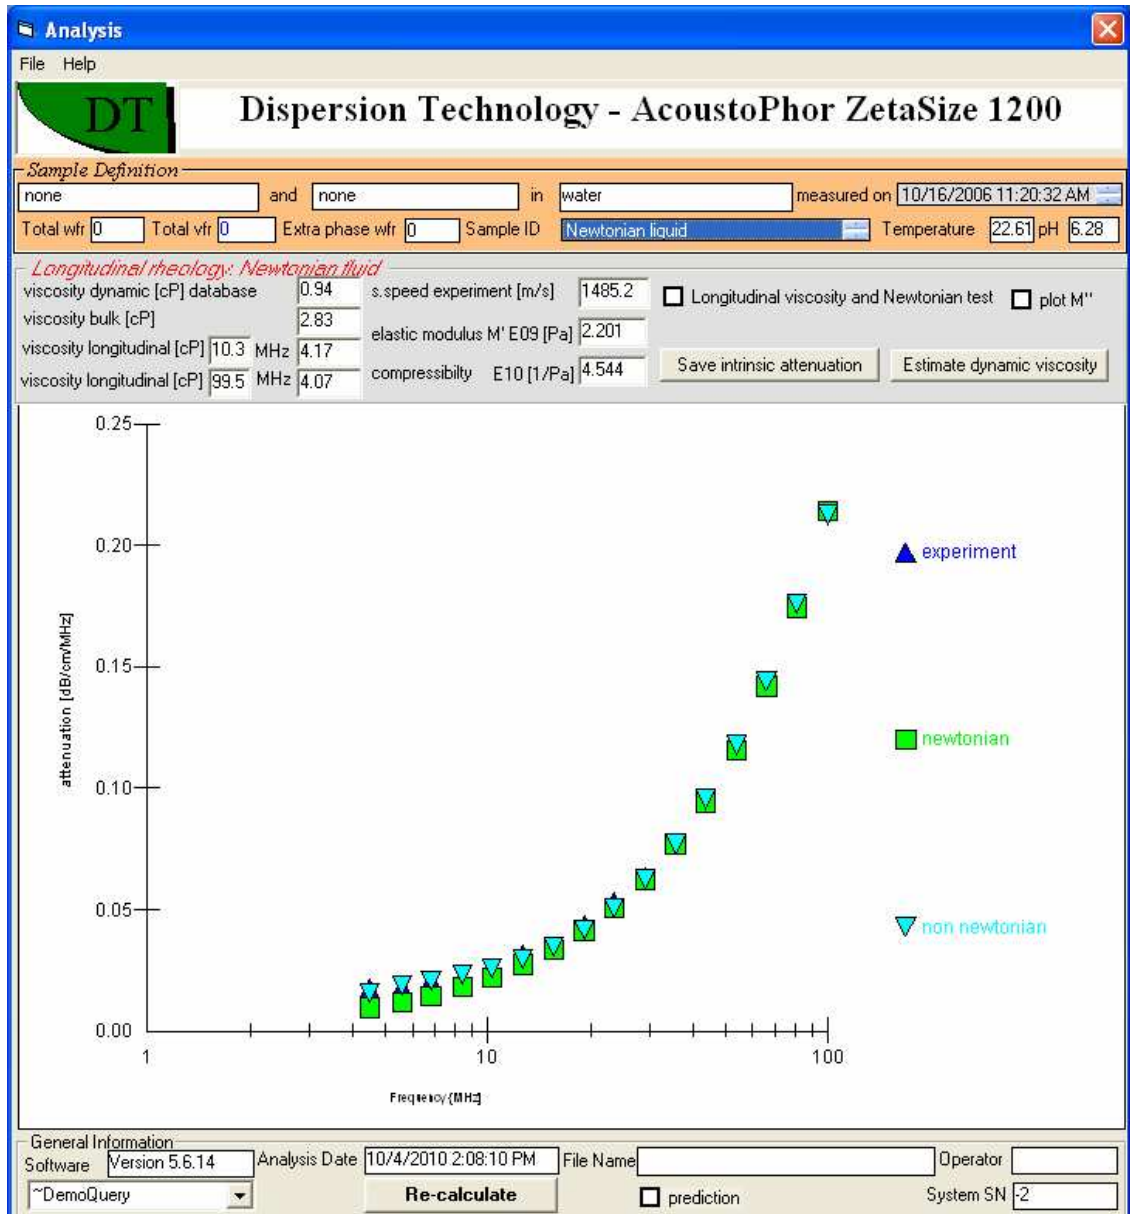 Analysis
File Help
DT Dispersion Technology - AcoustoPhor ZetaSize 1200
Sample Definition
none and none in water measured on 10/16/2006 11:20:32 AM
Total wfr 0 Total vfr 0 Extra phase wfr 0 Sample ID Newtonian liquid Temperature 22.61 pH 6.28
Longitudinal rheology: Newtonian fluid
viscosity dynamic [cP] database 0.94 s.speed experiment [m/s] 1485.2 Longitudinal viscosity and Newtonian test plot M''
viscosity bulk [cP] 2.83
elastic modulus M' E09 [Pa] 2.201
viscosity longitudinal [cP] 10.3 MHz 4.17
Save intrinsic attenuation Estimate dynamic viscosity
viscosity longitudinal [cP] 99.5 MHz 4.07 compressibilty E10 [1/Pa] 4.544
0.25
0.20
experiment
0.15
attenuation [dB/cm/MHz]
newtonian
0.10
0.05
non newtonian
0.00
1 10 100
Frequency [MHz]
General Information
Software Version 5.6.14 Analysis Date 10/4/2010 2:08:10 PM File Name Operator
~DemoQuery Re-calculate prediction System SN -2